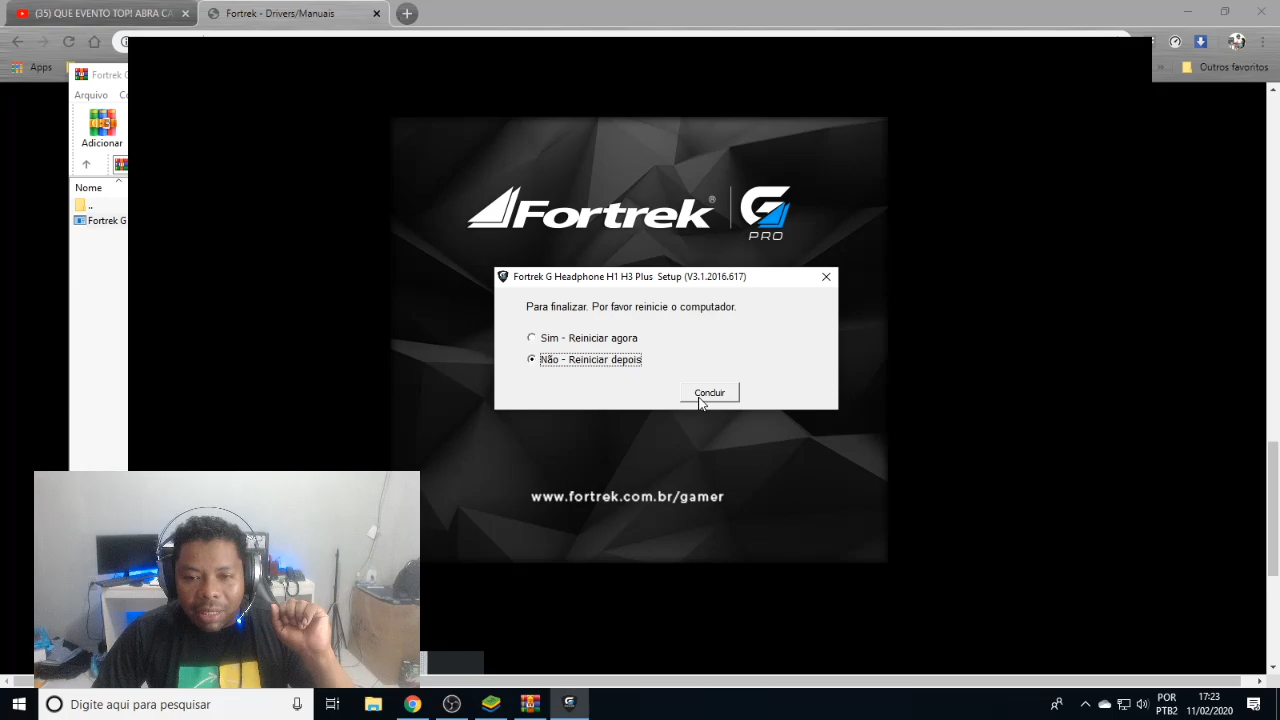 (35) QUE EVENTO TOP! ABRA CA
Fortrek - Drivers/Manuais
Apps
Outros favoritos
Fortrek G
Arquivo
Co
Adicionar
Nome
..
Fortrek G
Fortrek®
G
PRO
Fortrek G Headphone H1 H3 Plus Setup (V3.1.2016.617)
Para finalizar. Por favor reinicie o computador.
Sim - Reiniciar agora
Não - Reiniciar depois
Concluir
www.fortrek.com.br/gamer
Digite aqui para pesquisar
POR
PTB2
17:23
11/02/2020